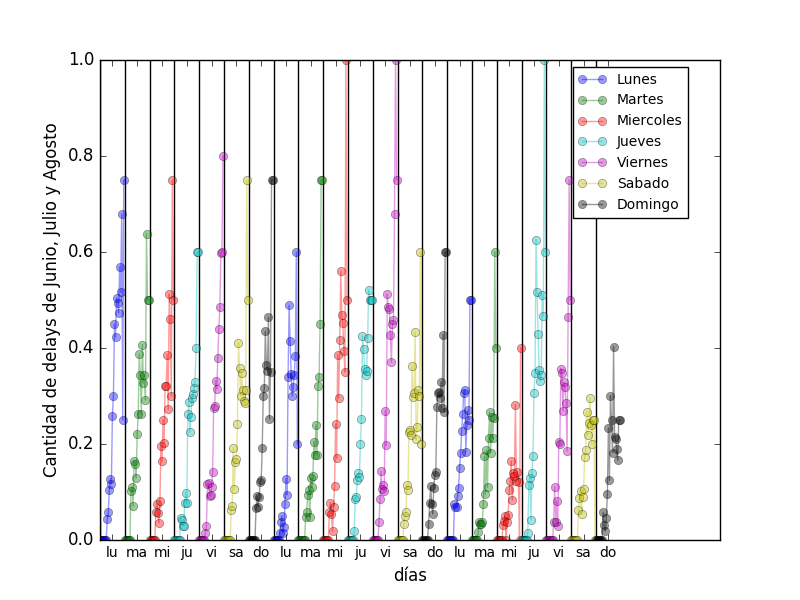 Cantidad de delays de Junio, Julio y Agosto
1.0
0.8
0.6
0.4
0.2
0.0
Lunes
Martes
Miercoles
Jueves
Viernes
Sabado
Domingo
lu ma mi ju vi sa do lu ma mi ju vi sa do lu ma mi ju vi sa do
días